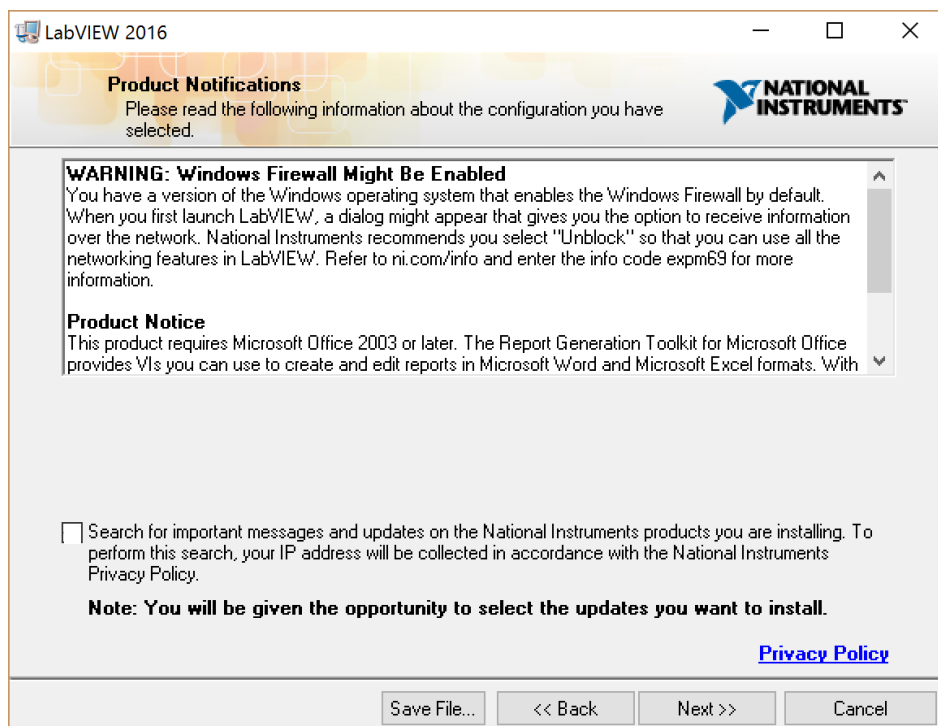 LabVIEW 2016
Product Notifications
Please read the following information about the configuration you have
selected.
NATIONAL
INSTRUMENTS™
WARNING: Windows Firewall Might Be Enabled
You have a version of the Windows operating system that enables the Windows Firewall by default.
When you first launch LabVIEW, a dialog might appear that gives you the option to receive information
over the network. National Instruments recommends you select "Unblock" so that you can use all the
networking features in LabVIEW. Refer to ni.com/info and enter the info code expm69 for more
information.
Product Notice
This product requires Microsoft Office 2003 or later. The Report Generation Toolkit for Microsoft Office
provides VIs you can use to create and edit reports in Microsoft Word and Microsoft Excel formats. With
Search for important messages and updates on the National Instruments products you are installing. To
perform this search, your IP address will be collected in accordance with the National Instruments
Privacy Policy.
Note: You will be given the opportunity to select the updates you want to install.
Privacy Policy
Save File... << Back Next >> Cancel